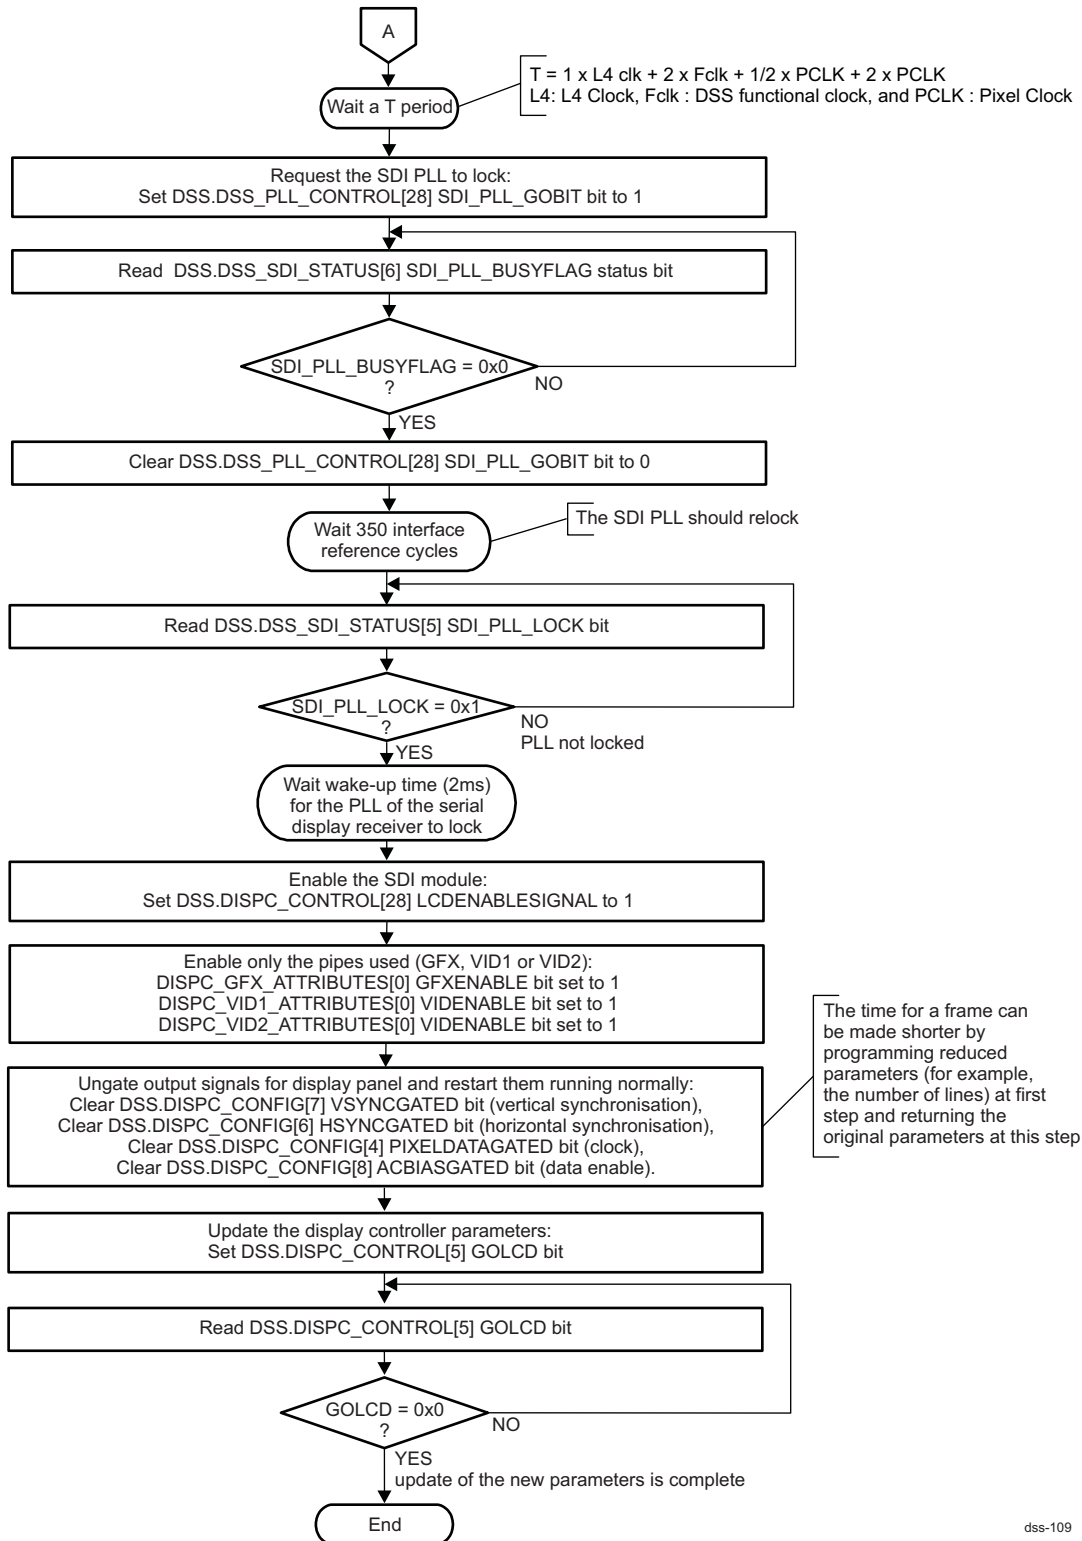 A
Wait a T period
T = 1 x L4 clk + 2 x Fclk + 1/2 x PCLK + 2 x PCLK
L4: L4 Clock, Fclk : DSS functional clock, and PCLK : Pixel Clock
Request the SDI PLL to lock:
Set DSS.DSS_PLL_CONTROL[28] SDI_PLL_GOBIT bit to 1
Read DSS.DSS_SDI_STATUS[6] SDI_PLL_BUSYFLAG status bit
SDI_PLL_BUSYFLAG = 0x0
?
NO
YES
Clear DSS.DSS_PLL_CONTROL[28] SDI_PLL_GOBIT bit to 0
Wait 350 interface
reference cycles
The SDI PLL should relock
Read DSS.DSS_SDI_STATUS[5] SDI_PLL_LOCK bit
SDI_PLL_LOCK = 0x1
?
NO
PLL not locked
YES
Wait wake-up time (2ms)
for the PLL of the serial
display receiver to lock
Enable the SDI module:
Set DSS.DISPC_CONTROL[28] LCDENABLESIGNAL to 1
Enable only the pipes used (GFX, VID1 or VID2):
DISPC_GFX_ATTRIBUTES[0] GFXENABLE bit set to 1
DISPC_VID1_ATTRIBUTES[0] VIDENABLE bit set to 1
DISPC_VID2_ATTRIBUTES[0] VIDENABLE bit set to 1
Ungate output signals for display panel and restart them running normally:
Clear DSS.DISPC_CONFIG[7] VSYNCGATED bit (vertical synchronisation),
Clear DSS.DISPC_CONFIG[6] HSYNCGATED bit (horizontal synchronisation),
Clear DSS.DISPC_CONFIG[4] PIXELDATAGATED bit (clock),
Clear DSS.DISPC_CONFIG[8] ACBIASGATED bit (data enable).
The time for a frame can
be made shorter by
programming reduced
parameters (for example,
the number of lines) at first
step and returning the
original parameters at this step
Update the display controller parameters:
Set DSS.DISPC_CONTROL[5] GOLCD bit
Read DSS.DISPC_CONTROL[5] GOLCD bit
GOLCD = 0x0
?
NO
YES
update of the new parameters is complete
End
dss-109